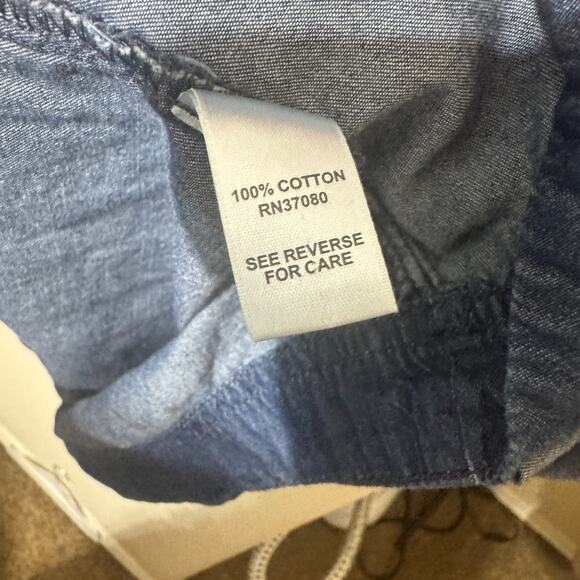 100% COTTON
RN37080
SEE REVERSE
FOR CARE